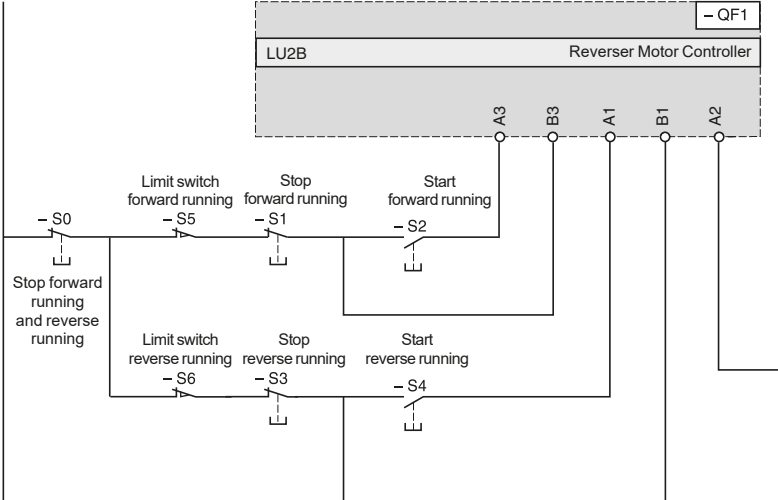 – QF1
LU2B Reverser Motor Controller
A3 B3 A1 B1 A2
Limit switch
forward running
Stop
forward running
Start
forward running
– S0
– S5
– S1
– S2
Stop forward
running
and reverse
running
Limit switch
reverse running
Stop
reverse running
Start
reverse running
– S6
– S3
– S4